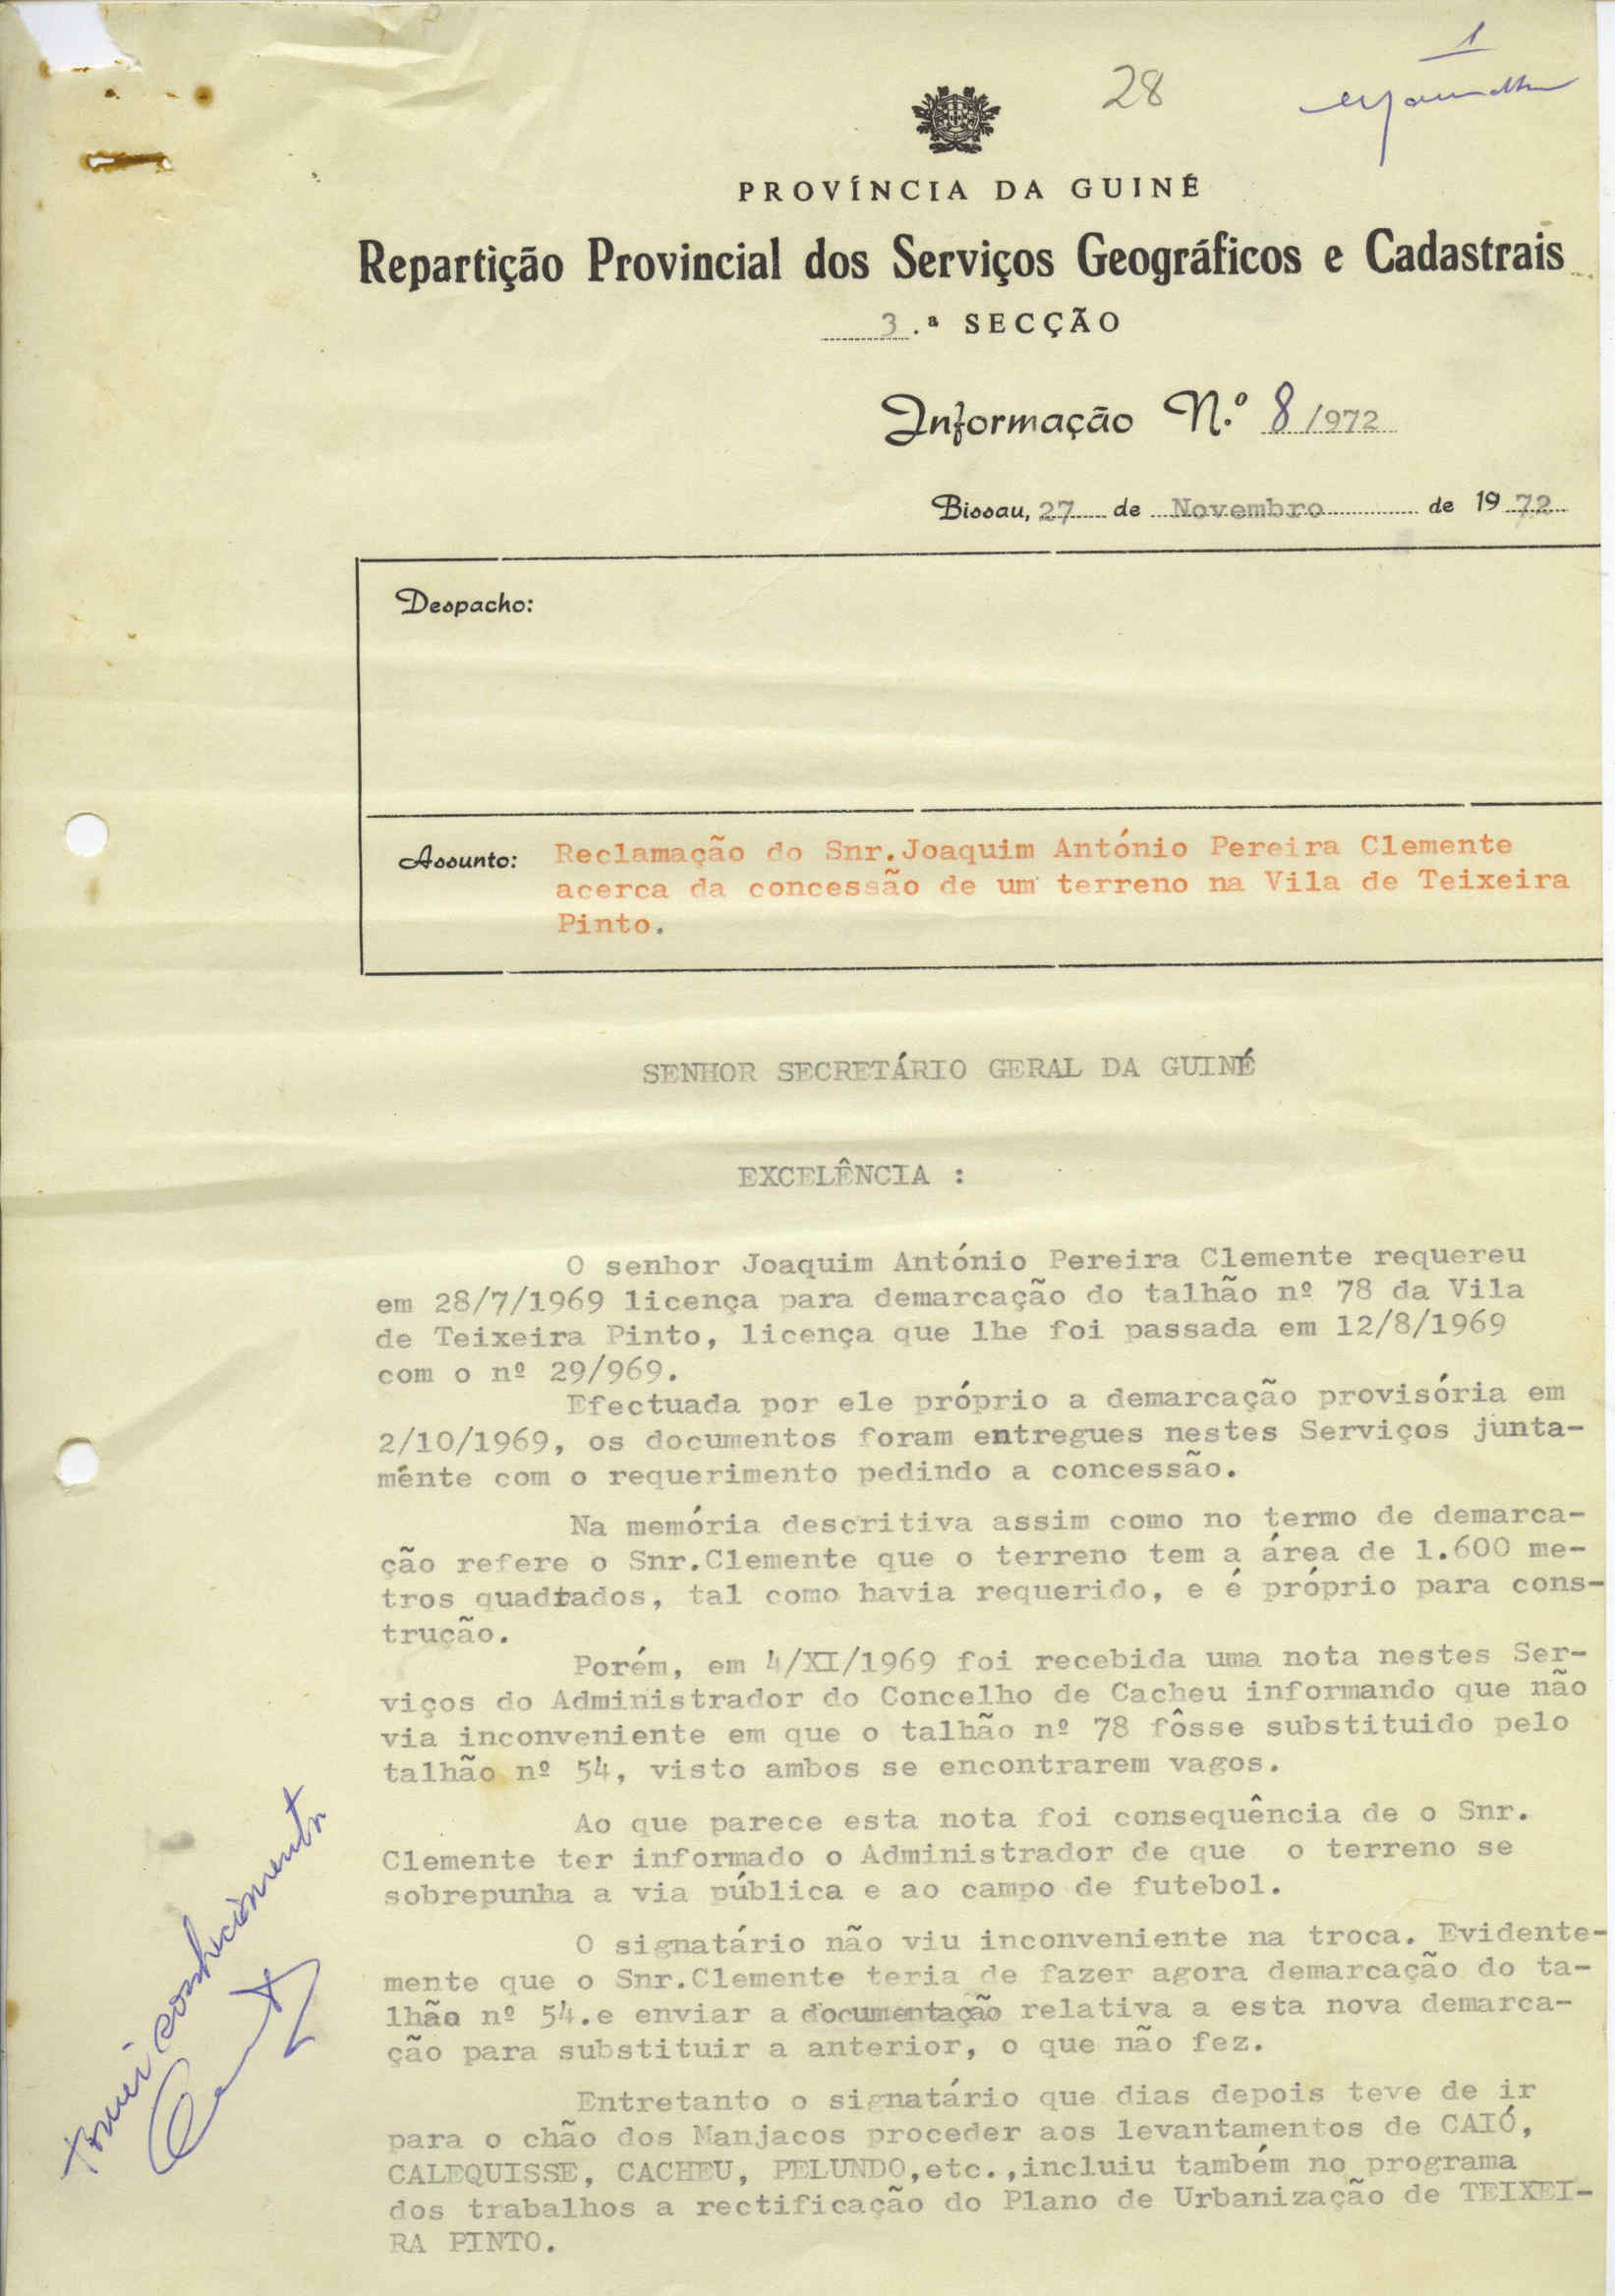 28
1
PROVÍNCIA DA GUINÉ
Repartição Provincial dos Serviços Geográficos e Cadastrais
3.ª SECÇÃO
Informação N.º 8/972
Bissau, 27 de Novembro de 1972
Despacho:
Assunto: Reclamação do Snr.Joaquim António Pereira Clemente
acerca da concessão de um terreno na Vila de Teixeira
Pinto.
SENHOR SECRETÁRIO GERAL DA GUINÉ
EXCELÊNCIA :
O senhor Joaquim António Pereira Clemente requereu
em 28/7/1969 licença para demarcação do talhão nº 78 da Vila
de Teixeira Pinto, licença que lhe foi passada em 12/8/1969
com o nº 29/969.
Efectuada por ele próprio a demarcação provisória em
2/10/1969, os documentos foram entregues nestes Serviços junta-
mente com o requerimento pedindo a concessão.
Na memória descritiva assim como no termo de demarca-
ção refere o Snr.Clemente que o terreno tem a área de 1.600 me-
tros quadrados, tal como havia requerido, e é próprio para cons-
trução.
Porém, em 4/XI/1969 foi recebida uma nota nestes Ser-
viços do Administrador do Concelho de Cacheu informando que não
via inconveniente em que o talhão nº 78 fôsse substituido pelo
talhão nº 54, visto ambos se encontrarem vagos.
Ao que parece esta nota foi consequência de o Snr.
Clemente ter informado o Administrador de que o terreno se
sobrepunha a via pública e ao campo de futebol.
O signatário não viu inconveniente na troca. Evidente-
mente que o Snr.Clemente teria de fazer agora demarcação do ta-
lhão nº 54.e enviar a documentação relativa a esta nova demarca-
ção para substituir a anterior, o que não fez.
Entretanto o signatário que dias depois teve de ir
para o chão dos Manjacos proceder aos levantamentos de CAIÓ,
CALEQUISSE, CACHEU, PELUNDO,etc.,incluiu também no programa
dos trabalhos a rectificação do Plano de Urbanização de TEIXEI-
RA PINTO.
Tomei conhecimento